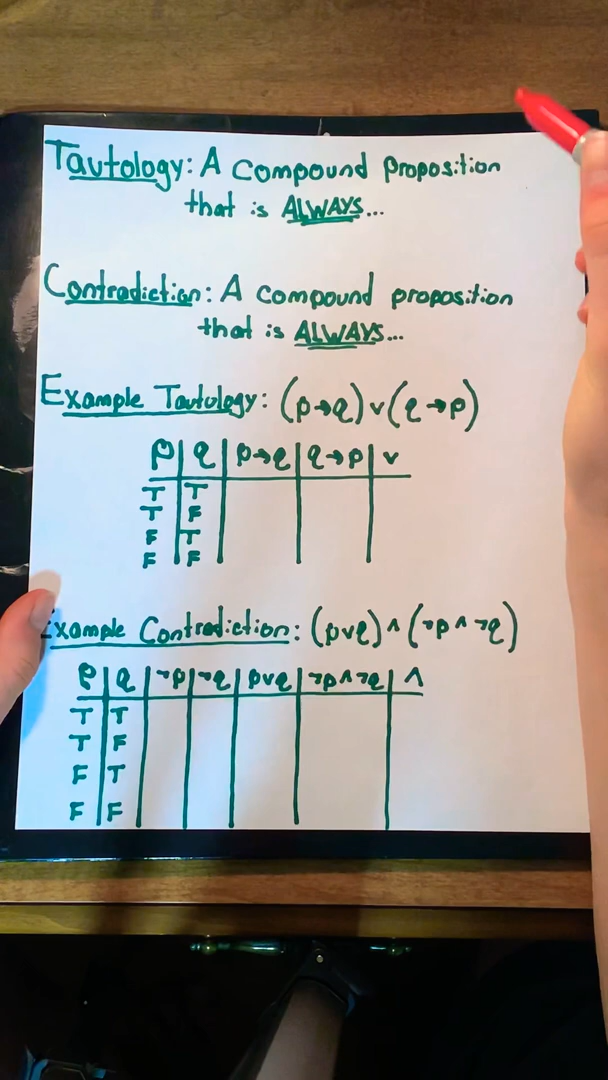 Tautology: A compound proposition
that is ALWAYS...
Contradiction: A compound proposition
that is ALWAYS...
Example Tautology: (p→q)∨(q→p)
P q p→q q→p ∨
T T
T F
F T
F F
Example Contradiction: (p∨q)∧(¬p∧¬q)
P q ¬p ¬q p∨q ¬p∧¬q ∧
T T
T F
F T
F F